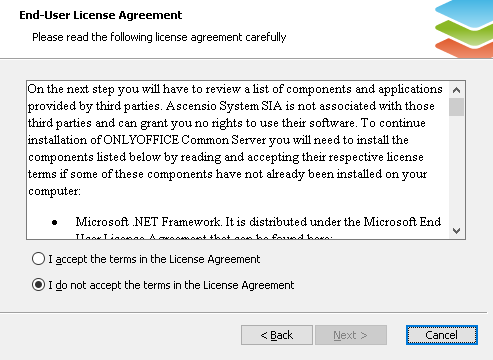 End-User License Agreement
Please read the following license agreement carefully
On the next step you will have to review a list of components and applications
provided by third parties. Ascensio System SIA is not associated with those
third parties and can grant you no rights to use their software. To continue
installation of ONLYOFFICE Common Server you will need to install the
components listed below by reading and accepting their respective license
terms if some of these components have not already been installed on your
computer:
• Microsoft .NET Framework. It is distributed under the Microsoft End
User License Agreement that can be found here:
I accept the terms in the License Agreement
I do not accept the terms in the License Agreement
< Back
Next >
Cancel